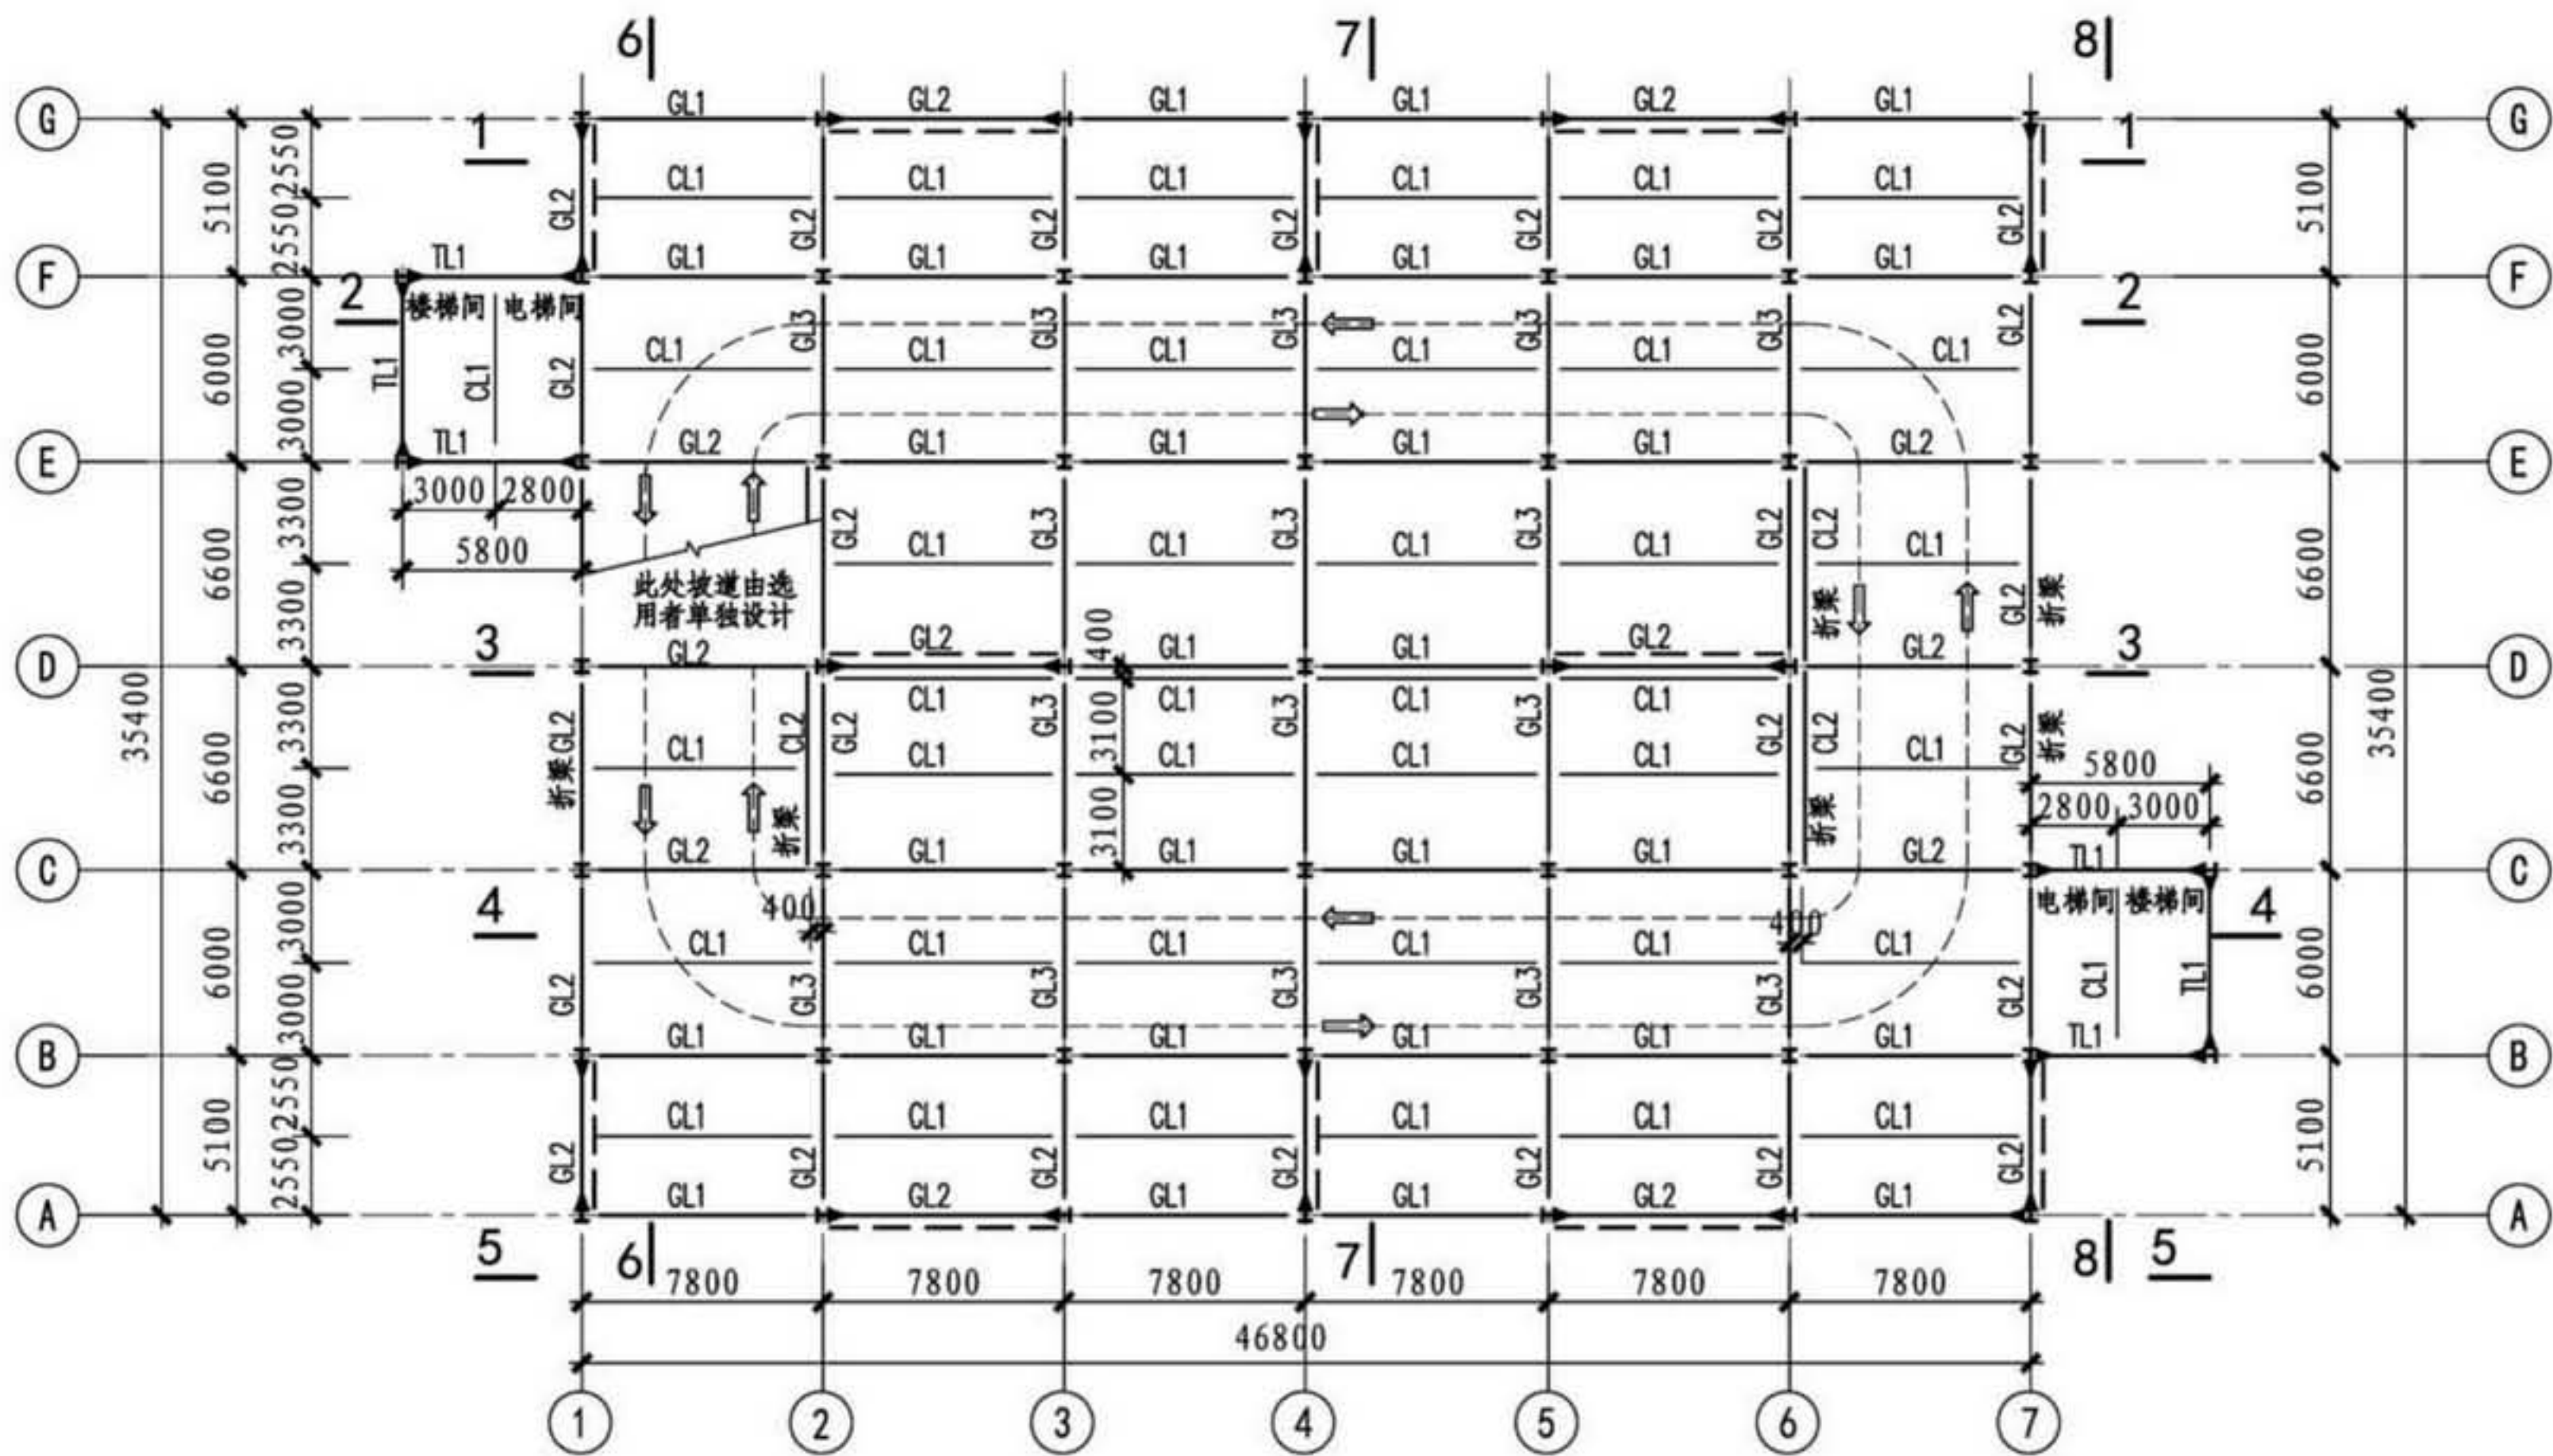 6 7 8
GL1 GL2 GL1 GL1 GL2 GL1
G G
1 1
2550
5100 5100
CL1 CL1 CL1 CL1 CL1 CL1
GL2 GL2 GL2 GL2 GL2 GL2 GL2
2550
TL1 GL1 GL1 GL1 GL1 GL1 GL1
F F
2 2
楼梯间 电梯间
3000
GL3 GL3 GL3 GL3 GL3 GL2
6000 6000
CL1 CL1 CL1 CL1 CL1 CL1
TL1 CL1 GL2
3000
TL1 GL2 GL1 GL1 GL1 GL1 GL2
E E
3000 2800
3300
GL2 GL3 GL3 GL3 GL2 CL2
5800 CL1 CL1 CL1 CL1 CL1
6600 6600
此处坡道由选
用者单独设计
折梁 GL2 折梁
3300
400
GL2 GL2 GL1 GL1 GL2 GL2
D D
3 3
35400 35400
CL1 CL1 CL1 CL1
3300 3100
折梁GL2 CL2 GL2 GL3 GL3 GL3 GL2 CL2 GL2 折梁
CL1 CL1 CL1 CL1 CL1 CL1
5800
6600 6600
2800 3000
折梁 折梁
3300 3100
GL2 GL1 GL1 GL1 GL1 GL2 TL1
C C
电梯间 楼梯间
4 400 400 4
3000
CL1 CL1 CL1 CL1 CL1 CL1
6000 6000
GL2 GL3 GL3 GL3 GL3 GL3 GL2 CL1 TL1
3000
GL1 GL1 GL1 GL1 GL1 GL1 TL1
B B
2550
CL1 CL1 CL1 CL1 CL1 CL1
5100 5100
GL2 GL2 GL2 GL2 GL2 GL2 GL2
2550
GL1 GL2 GL1 GL1 GL2 GL1
A A
5 6 7 8 5
7800 7800 7800 7800 7800 7800
46800
1 2 3 4 5 6 7